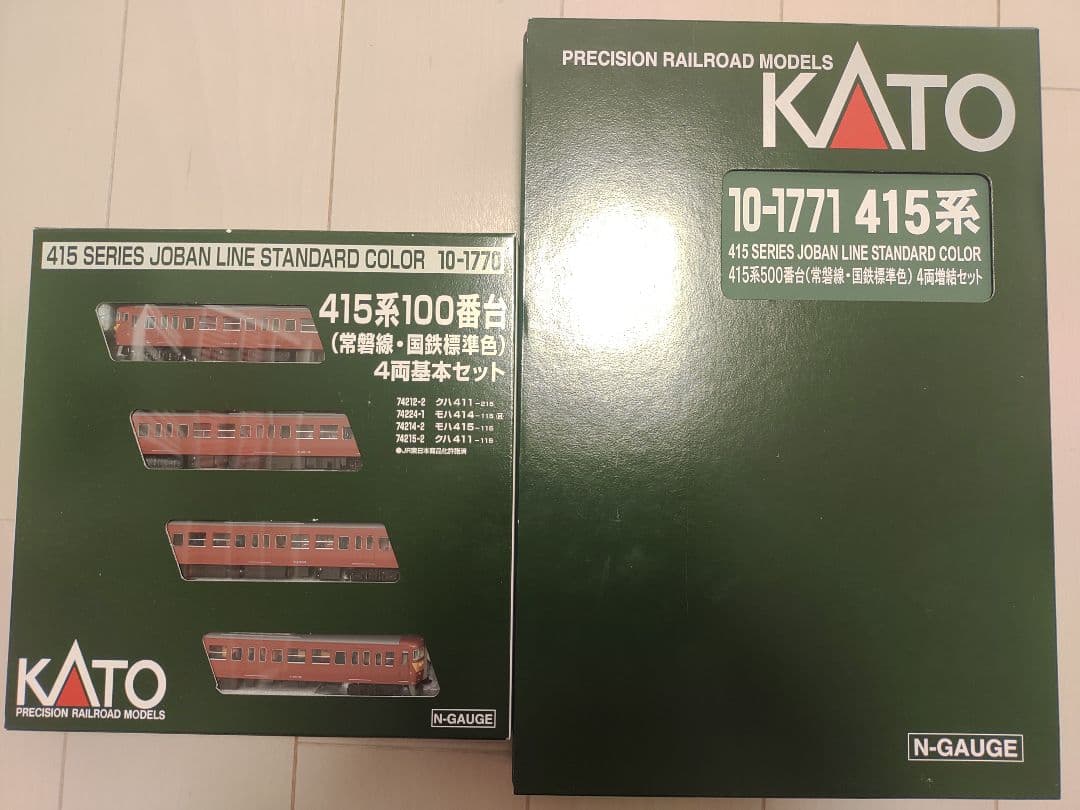 415 SERIES JOBAN LINE STANDARD COLOR 10-1770
415系100番台
(常磐線・国鉄標準色)
4両基本セット
74212-2 クハ411-215
74224-1 モハ414-115 M
74214-2 モハ415-115
74215-2 クハ411-115
●JR東日本商品化許諾済
KATO
PRECISION RAILROAD MODELS
N-GAUGE
PRECISION RAILROAD MODELS
KATO
10-1771 415系
415 SERIES JOBAN LINE STANDARD COLOR
415系500番台(常磐線・国鉄標準色) 4両増結セット
N-GAUGE